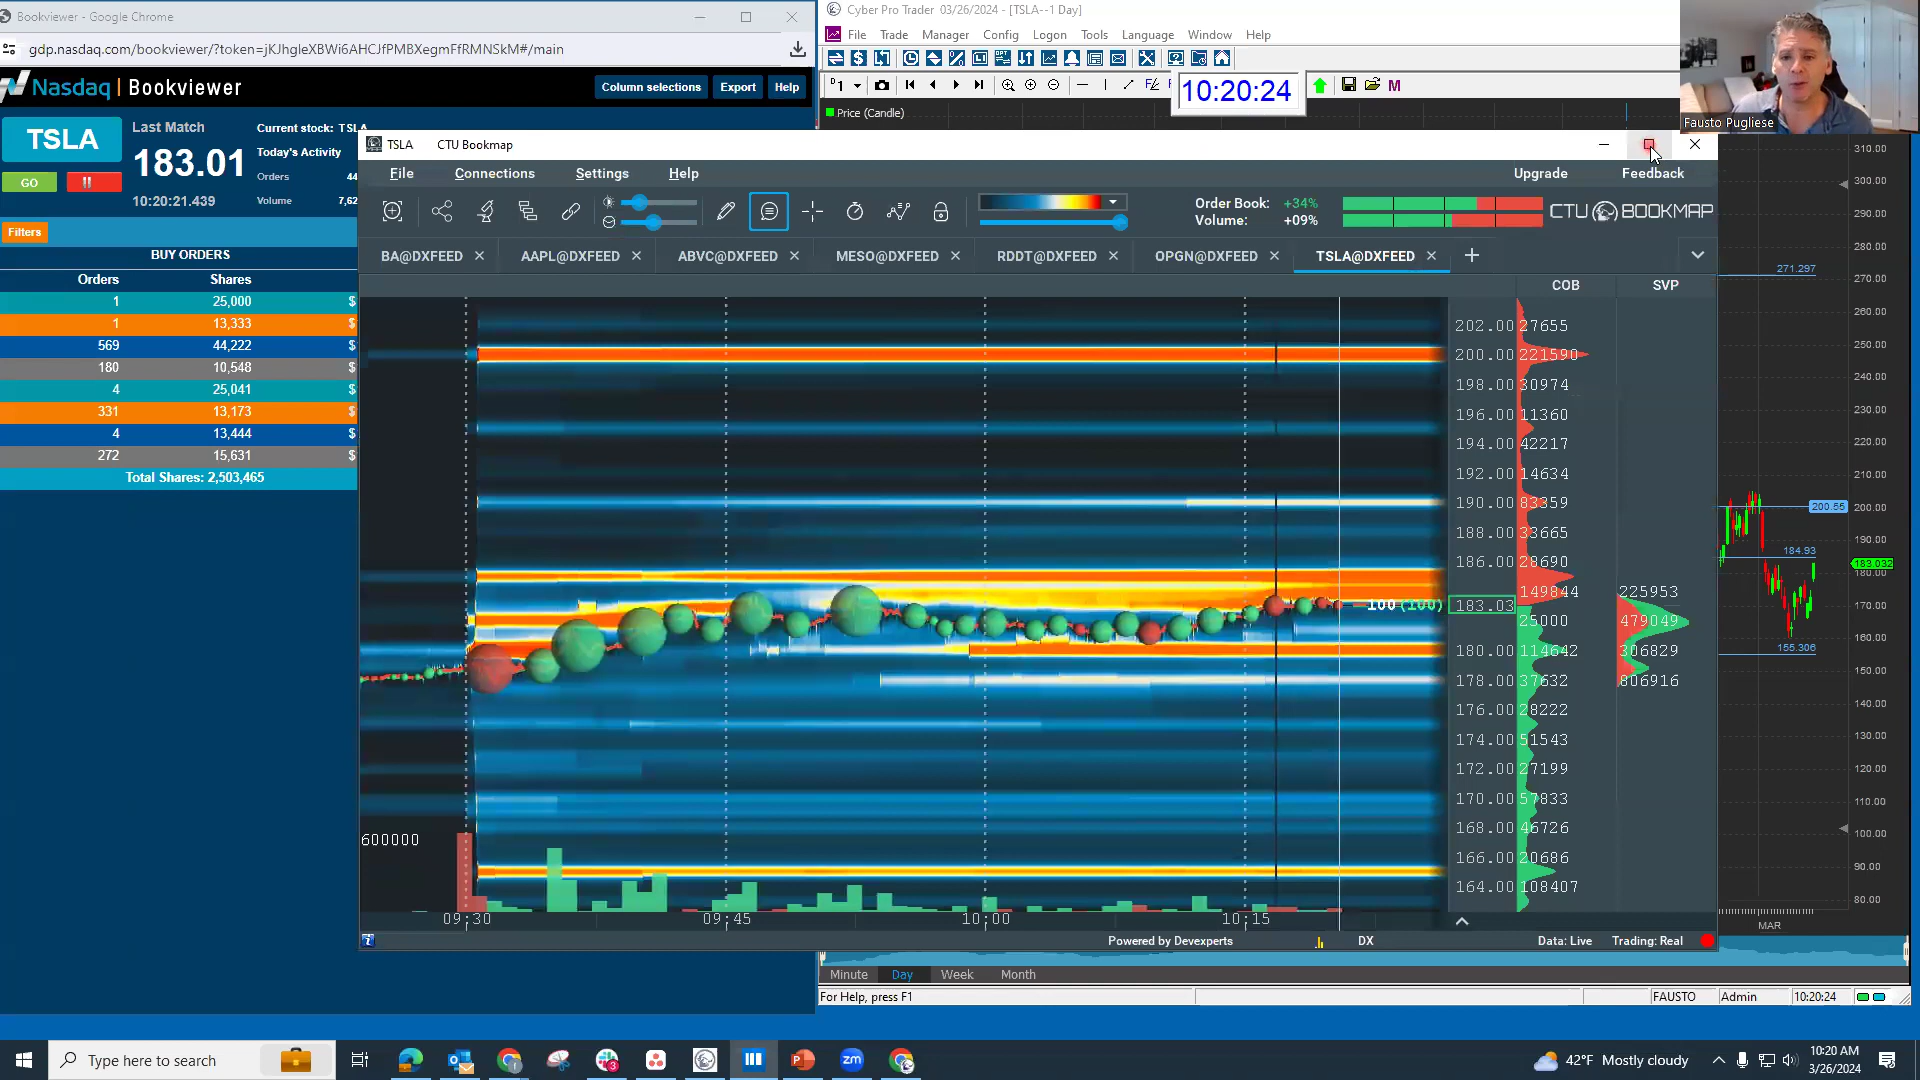 Bookviewer - Google Chrome
gdp.nasdaq.com/bookviewer/?token=jKJhgleXBWi6AHCJfPMBXegmFfRMNSkM#/main
Nasdaq | Bookviewer
Column selections
Export
Help
TSLA
GO
Last Match
183.01
10:20:21.439
Current stock: TSLA
Today's Activity
Orders 44
Volume 7,62
Filters
BUY ORDERS
Orders Shares
1 25,000 $
1 13,333 $
569 44,222 $
180 10,548 $
4 25,041 $
331 13,173 $
4 13,444 $
272 15,631 $
Total Shares: 2,503,465
Cyber Pro Trader 03/26/2024 - [TSLA--1 Day]
File Trade Manager Config Logon Tools Language Window Help
10:20:24
M
Price (Candle)
Fausto Pugliese
TSLA CTU Bookmap
File Connections Settings Help
Upgrade Feedback
Order Book: +34%
Volume: +09%
CTU BOOKMAP
BA@DXFEED AAPL@DXFEED ABVC@DXFEED MESO@DXFEED RDDT@DXFEED OPGN@DXFEED TSLA@DXFEED
COB SVP
202.00 27655
200.00 221590
198.00 30974
196.00 11360
194.00 42217
192.00 14634
190.00 83359
188.00 33665
186.00 28690
149844 225953
100 (100) 183.03
25000 479049
180.00 114642 306829
178.00 37632 806916
176.00 28222
174.00 51543
172.00 27199
170.00 57833
168.00 46726
166.00 20686
164.00 108407
600000
09:30 09:45 10:00 10:15
Powered by Devexperts
DX
Data: Live
Trading: Real
310.00
300.00
290.00
280.00
271.297
270.00
260.00
250.00
240.00
230.00
220.00
210.00
200.55
200.00
190.00
184.93
183.032
180.00
170.00
160.00
155.306
150.00
140.00
130.00
120.00
110.00
100.00
90.00
80.00
MAR
Minute Day Week Month
For Help, press F1
FAUSTO Admin 10:20:24
Type here to search
42°F Mostly cloudy
10:20 AM
3/26/2024